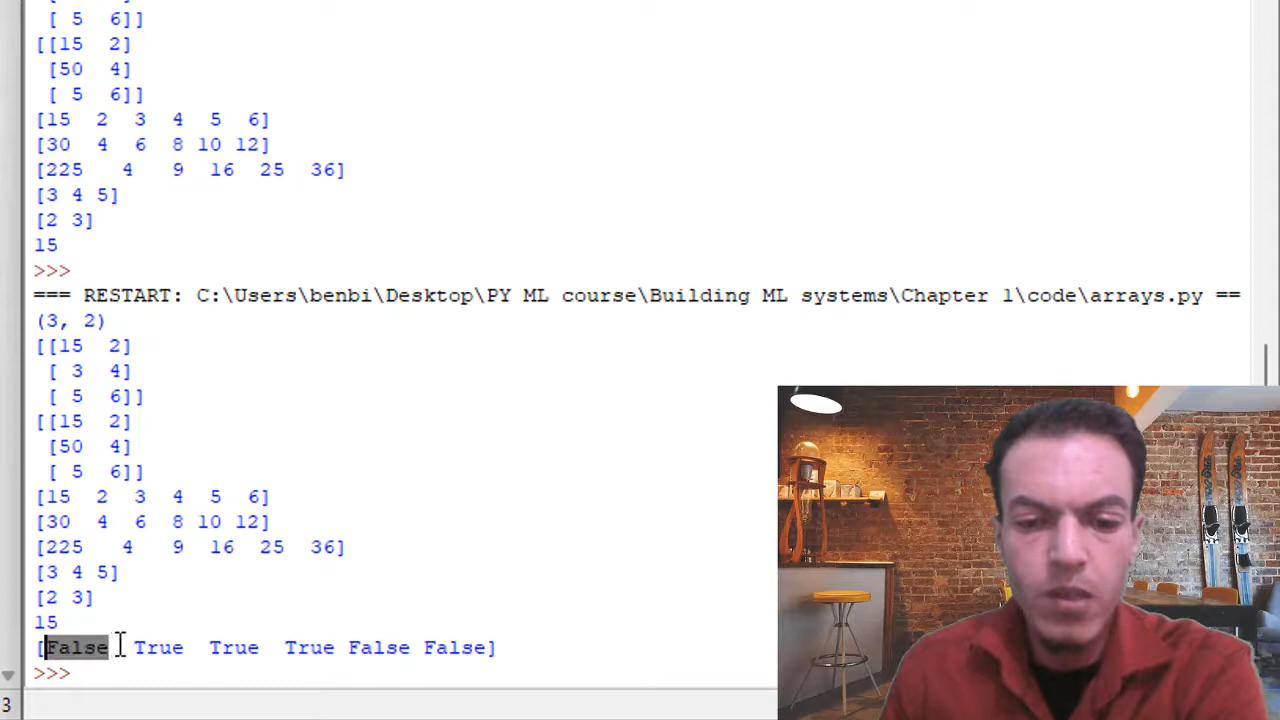 [ 5  6]]
[[15  2]
[50  4]
[ 5  6]]
[15  2  3  4  5  6]
[30  4  6  8 10 12]
[225   4   9  16  25  36]
[3 4 5]
[2 3]
15
>>>
=== RESTART: C:\Users\benbi\Desktop\PY ML course\Building ML systems\Chapter 1\code\arrays.py ==
(3, 2)
[[15  2]
[ 3  4]
[ 5  6]]
[[15  2]
[50  4]
[ 5  6]]
[15  2  3  4  5  6]
[30  4  6  8 10 12]
[225   4   9  16  25  36]
[3 4 5]
[2 3]
15
[False  True  True  True False False]
>>>
3